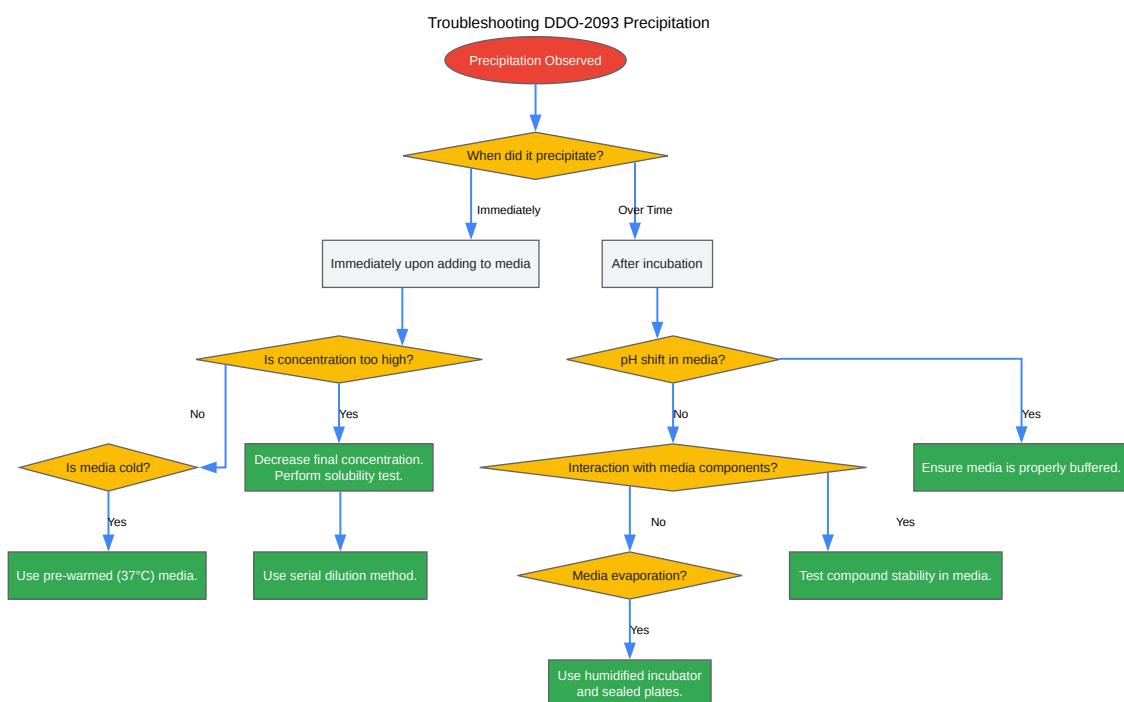 Troubleshooting DDO-2093 Precipitation
Precipitation Observed
When did it precipitate?
Immediately
Over Time
Immediately upon adding to media
After incubation
Is concentration too high?
pH shift in media?
No
Yes
No
Yes
Is media cold?
Decrease final concentration.
Perform solubility test.
Interaction with media components?
Ensure media is properly buffered.
Yes
No
Yes
Use pre-warmed (37°C) media.
Use serial dilution method.
Media evaporation?
Test compound stability in media.
Yes
Use humidified incubator
and sealed plates.